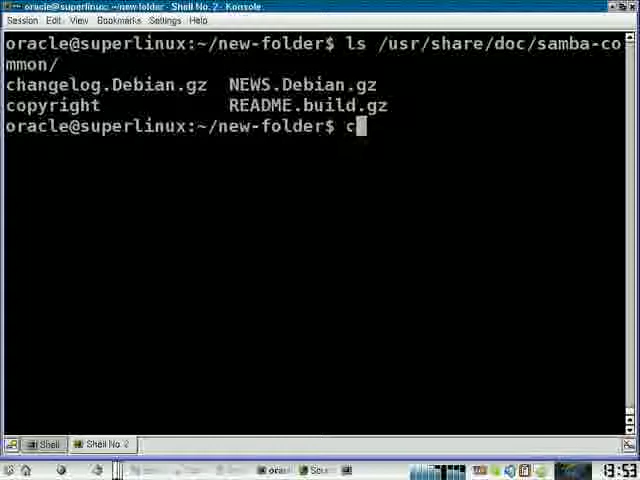 oracle@superlinux:~/new-folder - Shell No. 2 - Konsole
Session Edit View Bookmarks Settings Help
oracle@superlinux:~/new-folder$ ls /usr/share/doc/samba-co
mmon/
changelog.Debian.gz NEWS.Debian.gz
copyright README.build.gz
oracle@superlinux:~/new-folder$ c
Shell Shell No. 2
13:53